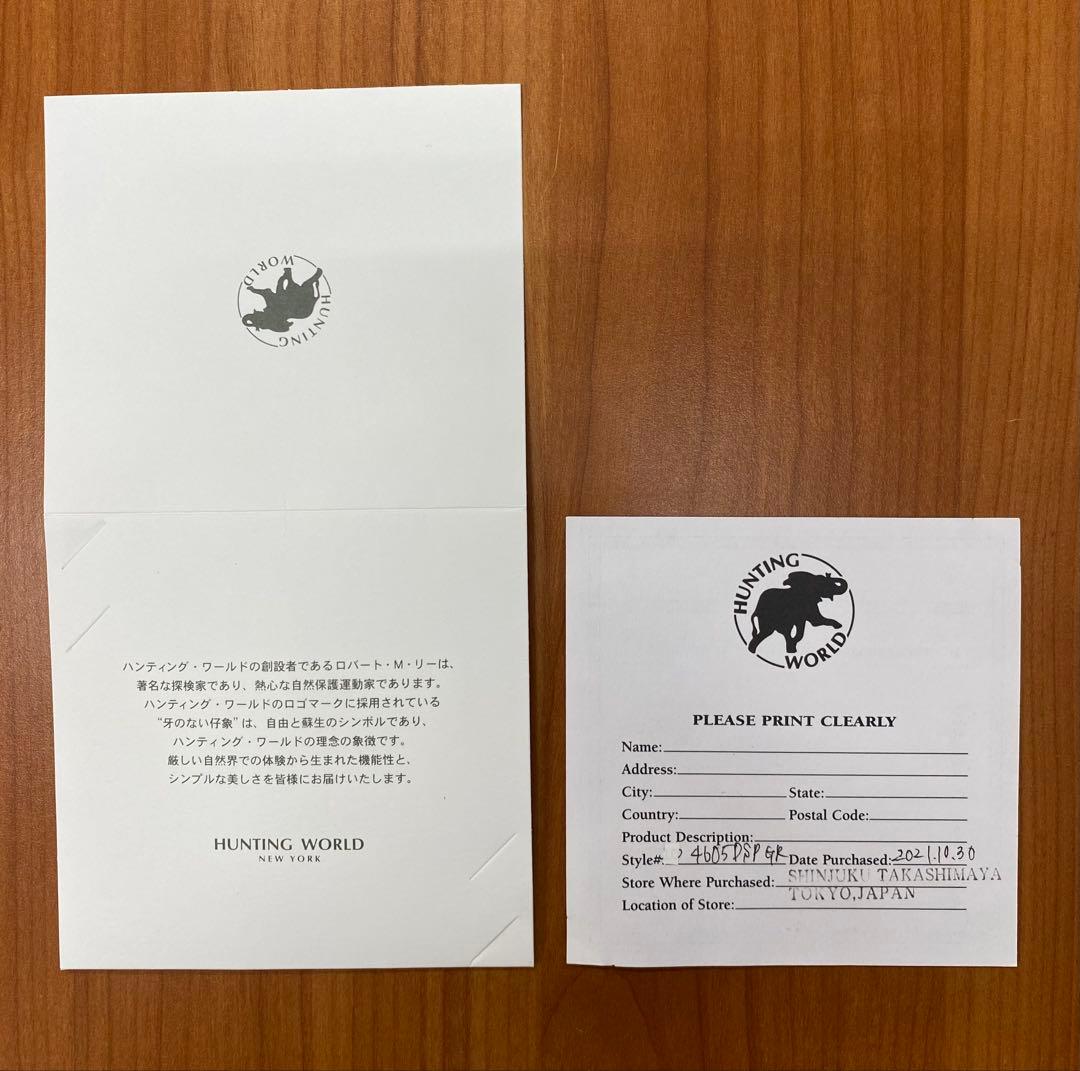 HUNTING WORLD
ハンティング・ワールドの創設者であるロバート・M・リーは、
著名な探検家であり、熱心な自然保護運動家であります。
ハンティング・ワールドのロゴマークに採用されている
“牙のない仔象”は、自由と蘇生のシンボルであり、
ハンティング・ワールドの理念の象徴です。
厳しい自然界での体験から生まれた機能性と、
シンプルな美しさを皆様にお届けいたします。
HUNTING WORLD
NEW YORK
HUNTING WORLD
PLEASE PRINT CLEARLY
Name:
Address:
City: State:
Country: Postal Code:
Product Description:
Style#: 4605DSP GR Date Purchased: 2021.10.30
Store Where Purchased: SHINJUKU TAKASHIMAYA
Location of Store: TOKYO,JAPAN